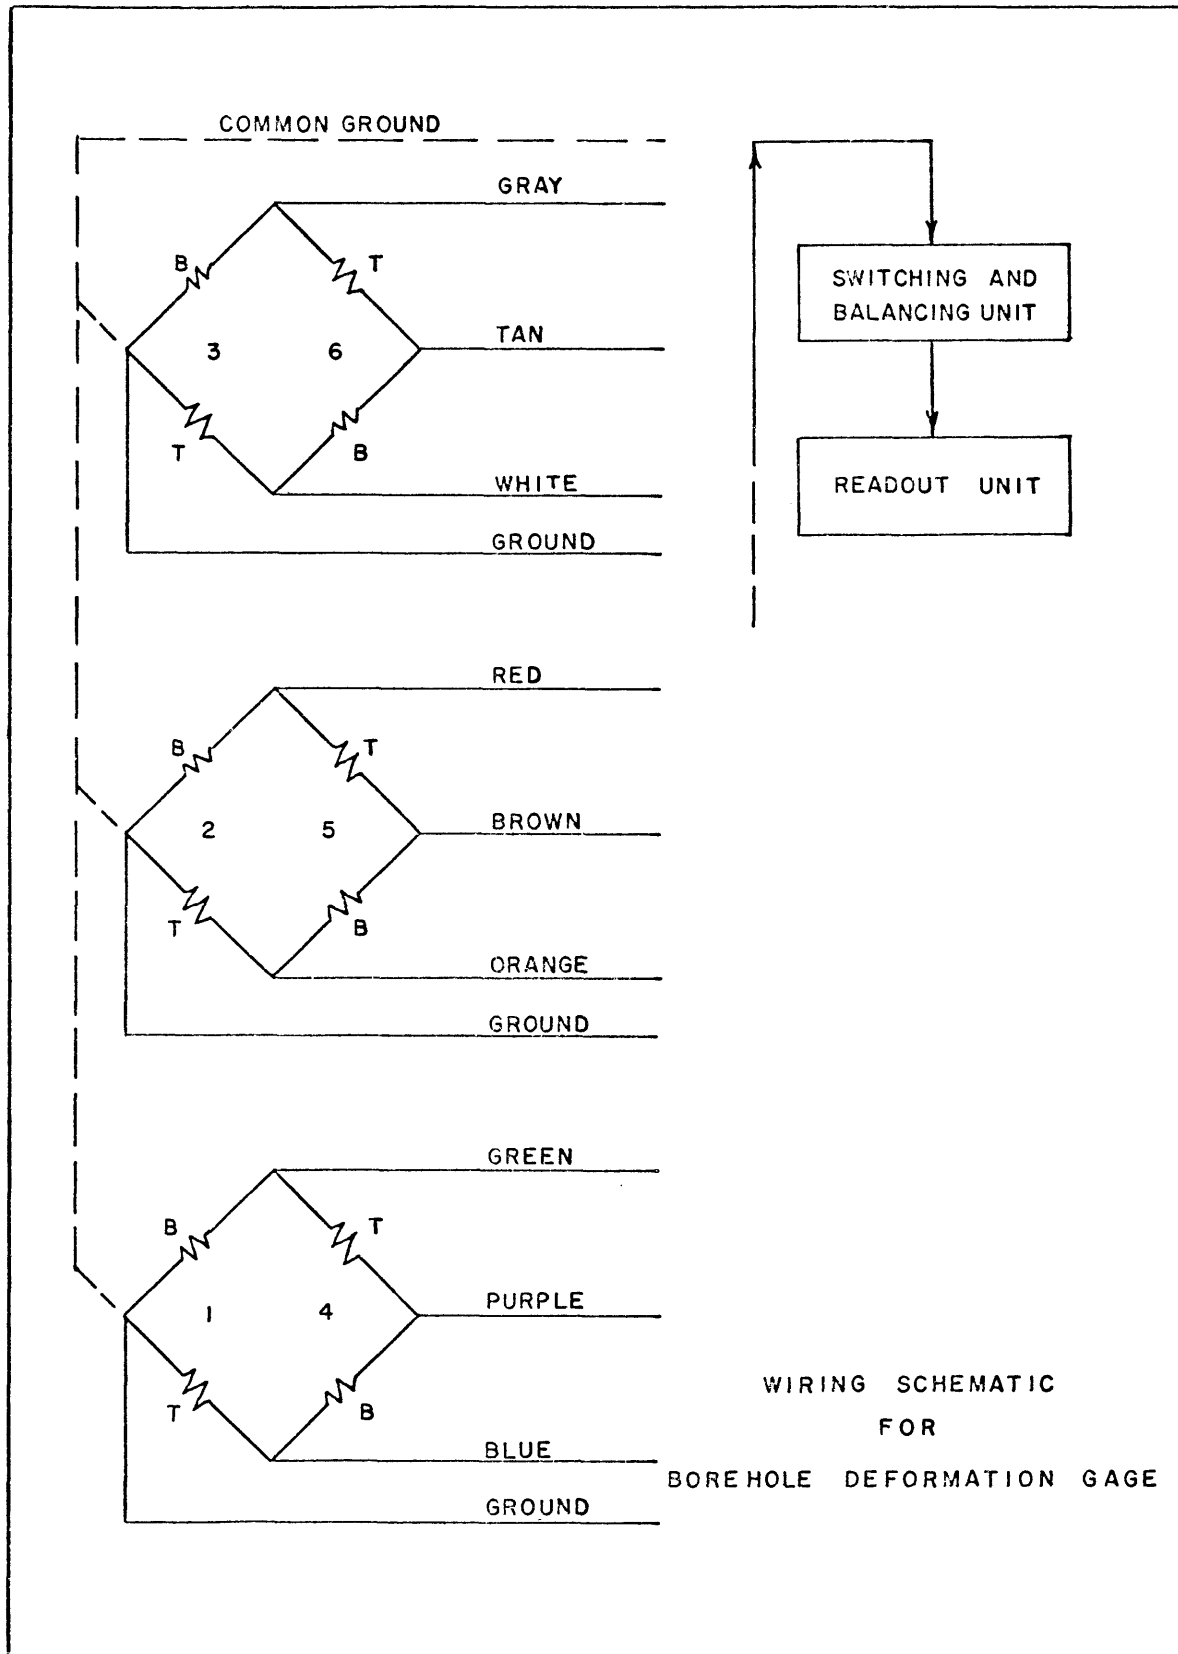 COMMON GROUND
GRAY
B
T
TAN
3
6
T
B
WHITE
GROUND
SWITCHING AND
BALANCING UNIT
READOUT UNIT
RED
B
T
2
5
BROWN
T
B
ORANGE
GROUND
GREEN
B
T
1
4
PURPLE
T
B
BLUE
GROUND
WIRING SCHEMATIC
FOR
BOREHOLE DEFORMATION GAGE